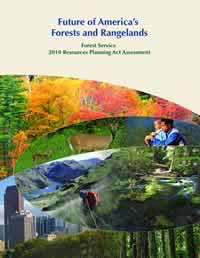 Future of America's
Forests and Rangelands
Forest Service
2010 Resources Planning Act Assessment